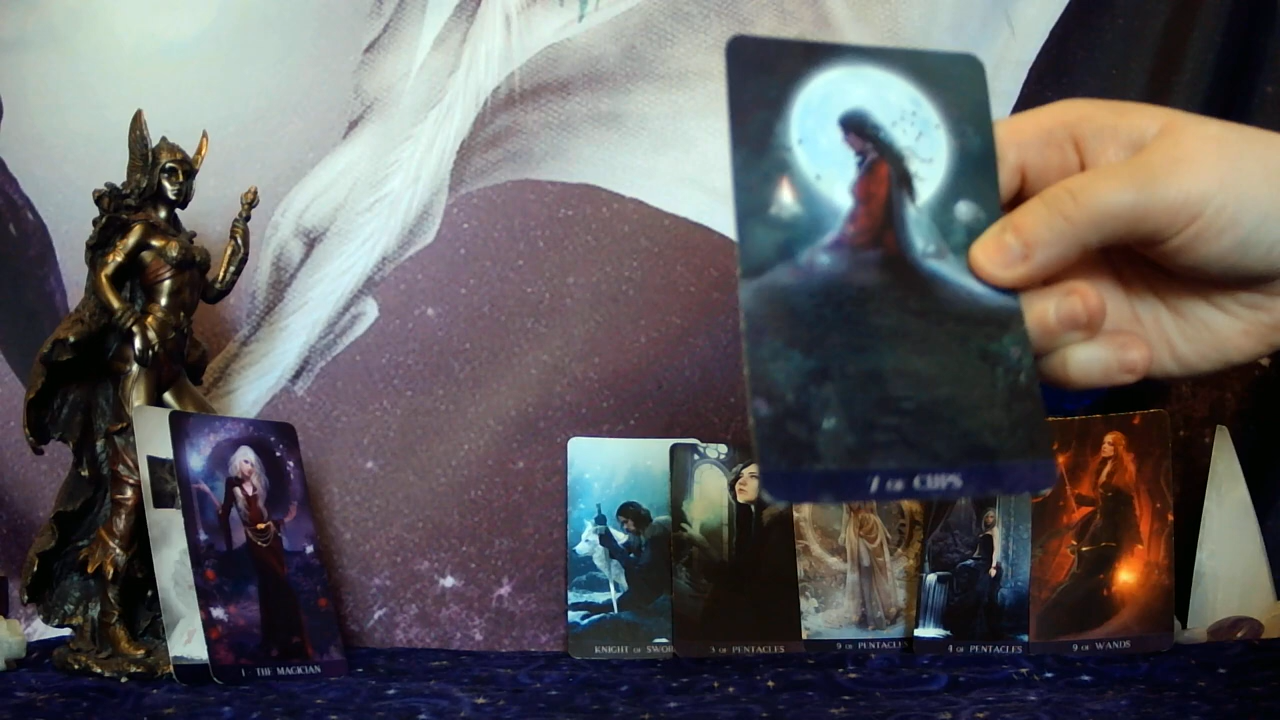 7 OF CUPS
1 - THE MAGICIAN
KNIGHT OF
3 OF PENTACLES
9 OF PENTACLES
4 OF PENTACLES
9 OF WANDS